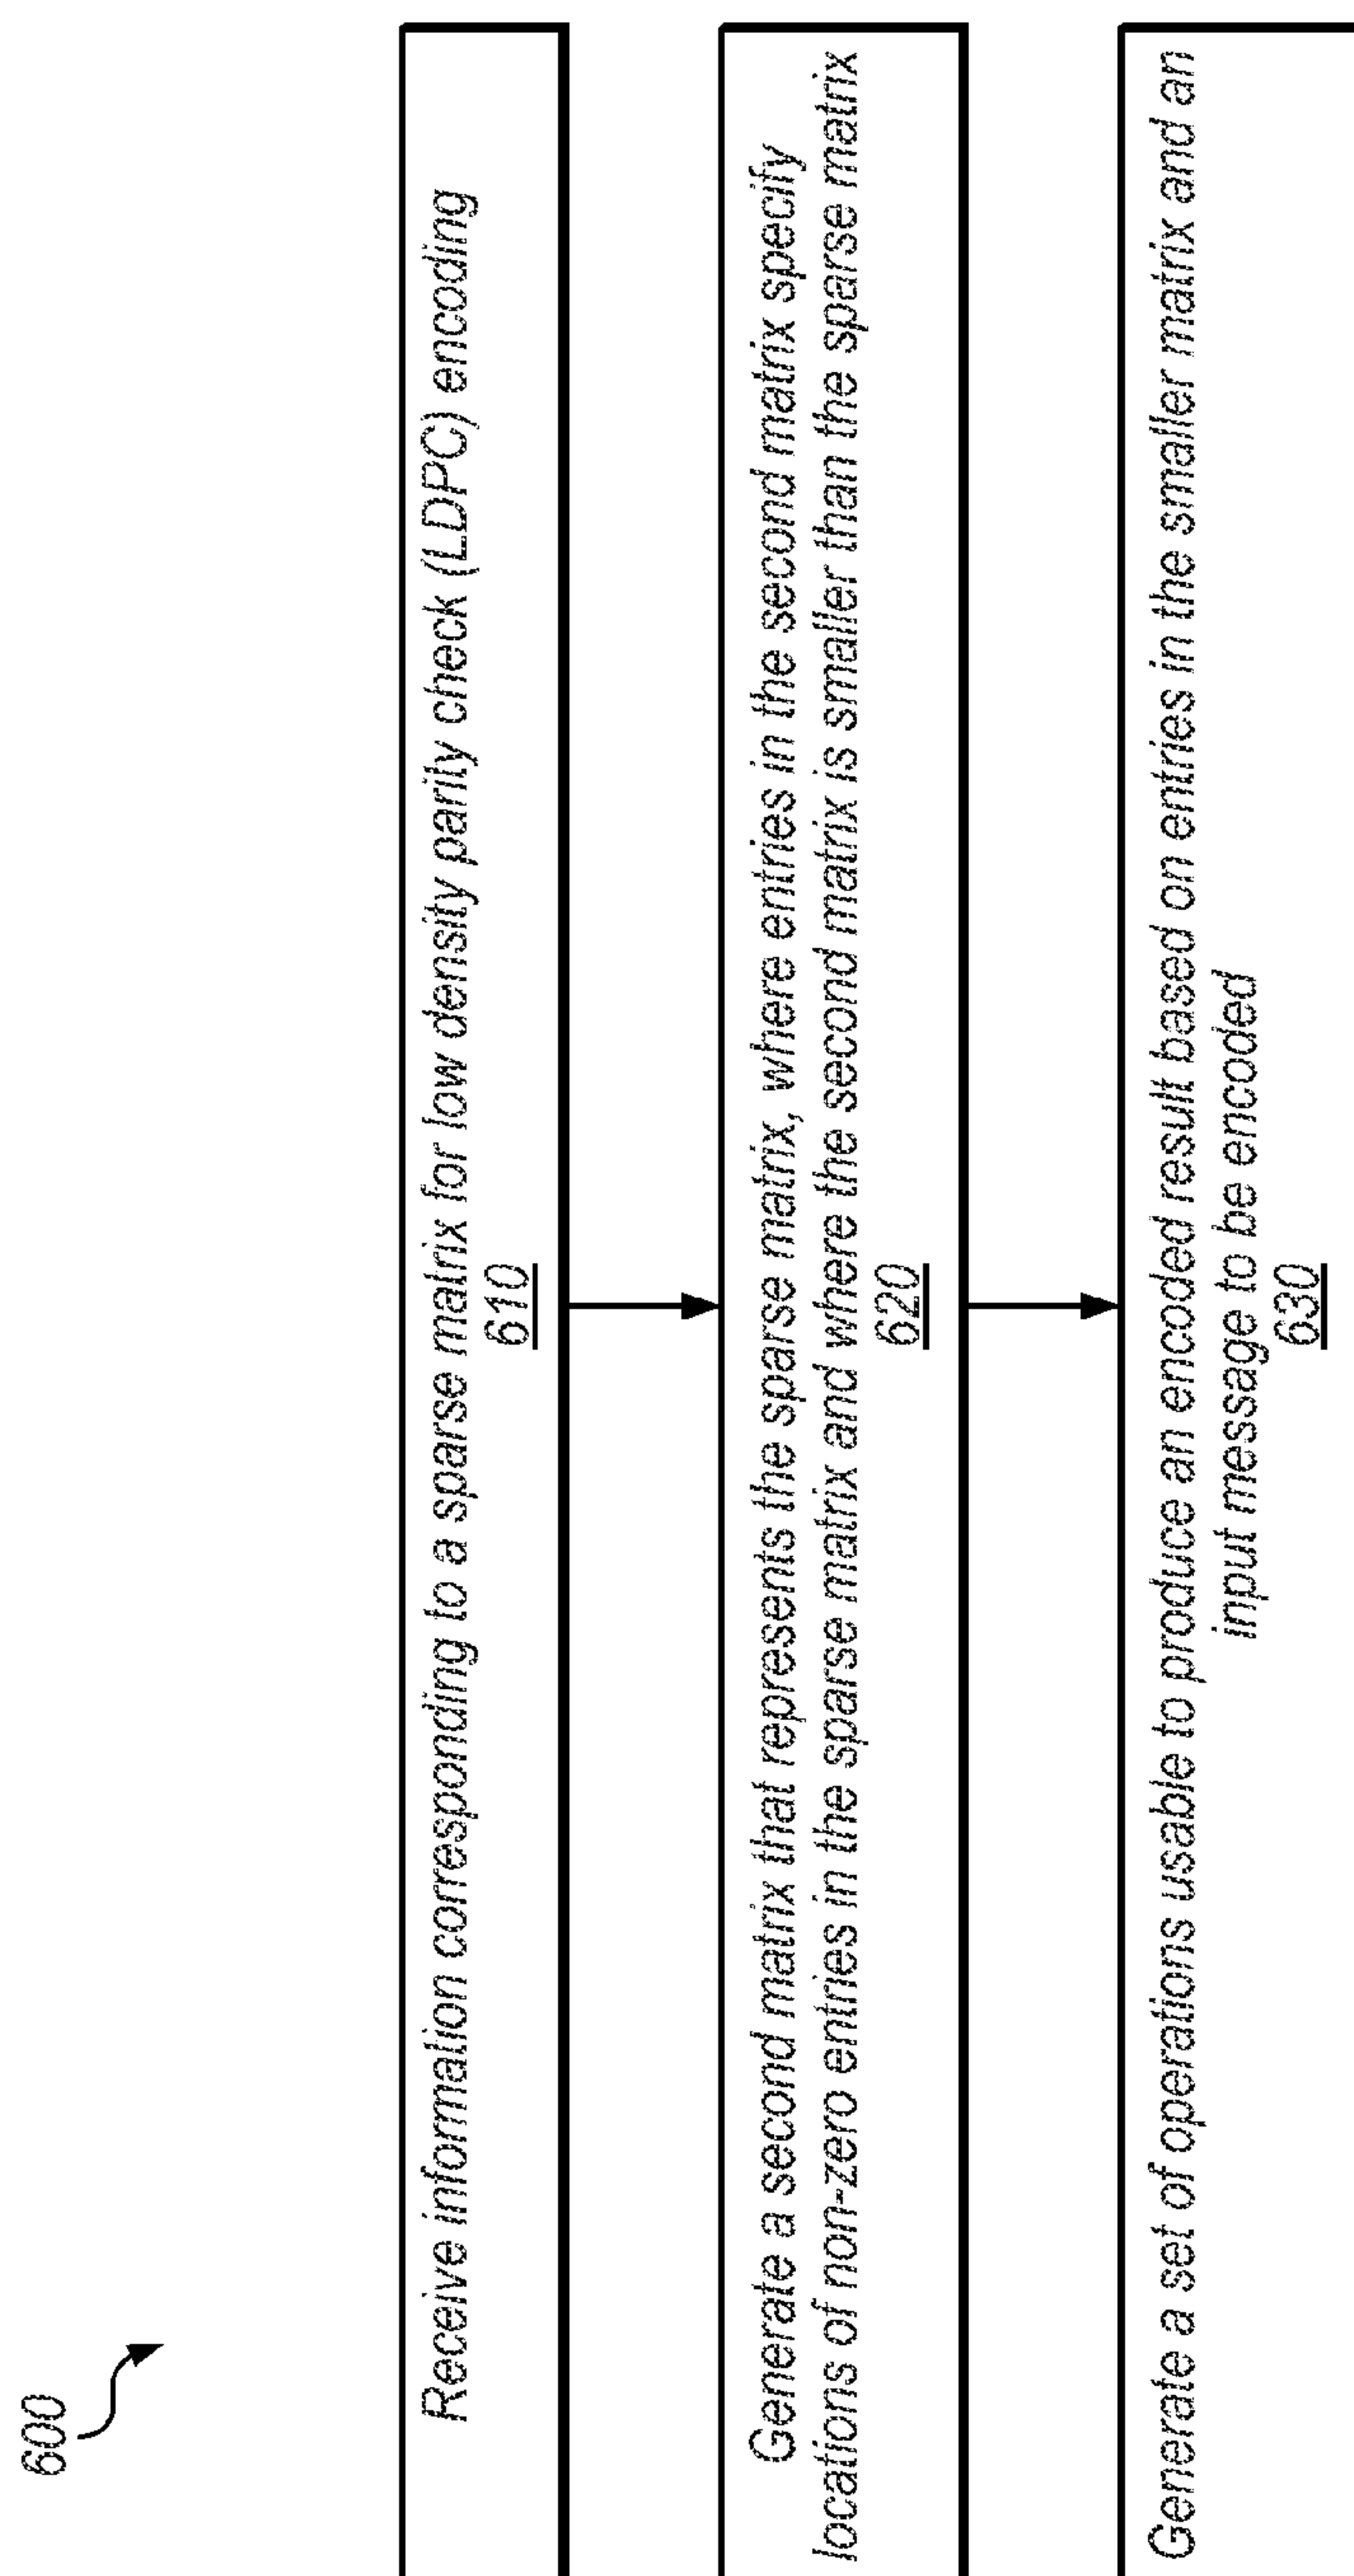 600
Receive information corresponding to a sparse matrix for low density parity check (LDPC) encoding
610
Generate a second matrix that represents the sparse matrix, where entries in the second matrix specify
locations of non-zero entries in the sparse matrix and where the second matrix is smaller than the sparse matrix
620
Generate a set of operations usable to produce an encoded result based on entries in the smaller matrix and an
input message to be encoded
630